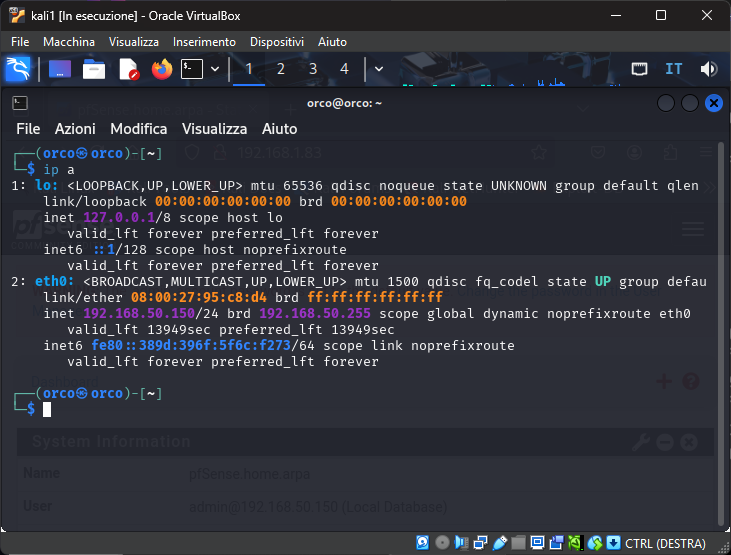 kali1 [In esecuzione] - Oracle VirtualBox
File Macchina Visualizza Inserimento Dispositivi Aiuto
1 2 3 4 IT
orco@orco: ~
File Azioni Modifica Visualizza Aiuto
192.168.1.83
┌──(orco㉿orco)-[~]
└─$ ip a
1: lo: <LOOPBACK,UP,LOWER_UP> mtu 65536 qdisc noqueue state UNKNOWN group default qlen
link/loopback 00:00:00:00:00:00 brd 00:00:00:00:00:00
inet 127.0.0.1/8 scope host lo
valid_lft forever preferred_lft forever
inet6 ::1/128 scope host noprefixroute
valid_lft forever preferred_lft forever
2: eth0: <BROADCAST,MULTICAST,UP,LOWER_UP> mtu 1500 qdisc fq_codel state UP group defau
link/ether 08:00:27:95:c8:d4 brd ff:ff:ff:ff:ff:ff
inet 192.168.50.150/24 brd 192.168.50.255 scope global dynamic noprefixroute eth0
valid_lft 13949sec preferred_lft 13949sec
inet6 fe80::389d:396f:5f6c:f273/64 scope link noprefixroute
valid_lft forever preferred_lft forever
┌──(orco㉿orco)-[~]
└─$
System Information
Name pfSense.home.arpa
User admin@192.168.50.150 (Local Database)
CTRL (DESTRA)